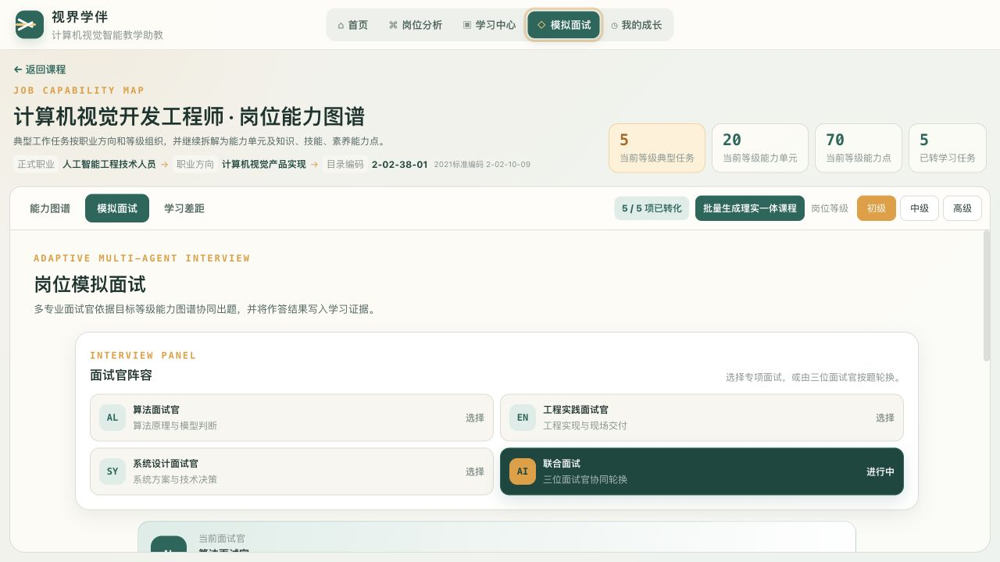 视界学伴
计算机视觉智能教学助教
首页
岗位分析
学习中心
模拟面试
我的成长
← 返回课程
JOB CAPABILITY MAP
计算机视觉开发工程师 · 岗位能力图谱
典型工作任务按职业方向和等级组织，并继续拆解为能力单元及知识、技能、素养能力点。
正式职业 人工智能工程技术人员 → 职业方向 计算机视觉产品实现 → 目录编码 2-02-38-01 2021标准编码 2-02-10-09
5
当前等级典型任务
20
当前等级能力单元
70
当前等级能力点
5
已转学习任务
能力图谱
模拟面试
学习差距
5 / 5 项已转化
批量生成理实一体课程
岗位等级
初级
中级
高级
ADAPTIVE MULTI-AGENT INTERVIEW
岗位模拟面试
多专业面试官依据目标等级能力图谱协同出题，并将作答结果写入学习证据。
INTERVIEW PANEL
面试官阵容
选择专项面试，或由三位面试官按题轮换。
AL
算法面试官
算法原理与模型判断
选择
EN
工程实践面试官
工程实现与现场交付
选择
SY
系统设计面试官
系统方案与技术决策
选择
AI
联合面试
三位面试官协同轮换
进行中
当前面试官